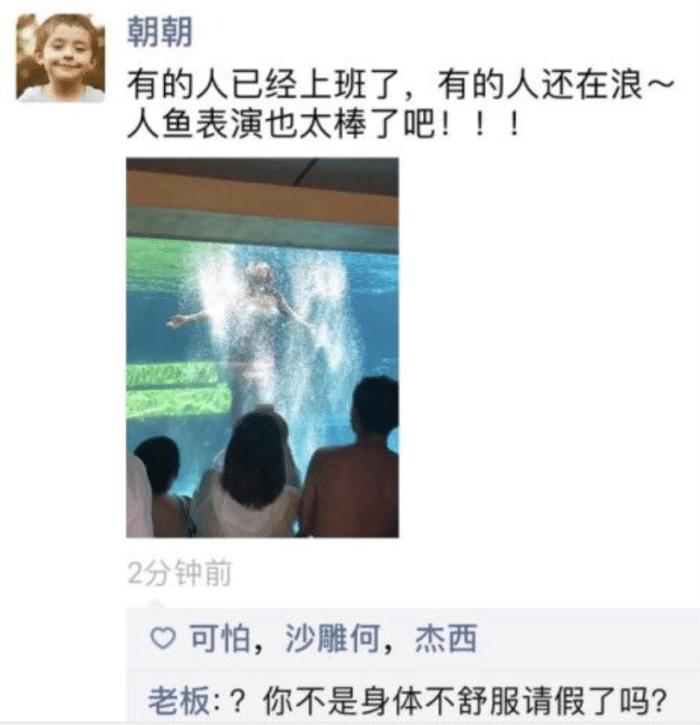 朝朝
有的人已经上班了，有的人还在浪～
人鱼表演也太棒了吧！！！
2分钟前
♡ 可怕，沙雕何，杰西
老板:？你不是身体不舒服请假了吗?